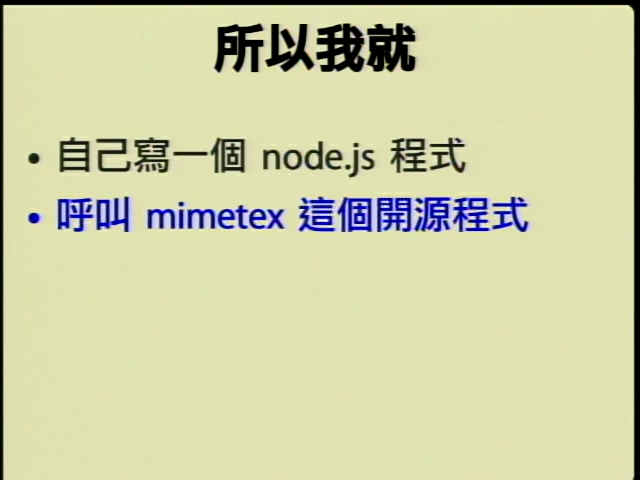 所以我就
• 自己寫一個 node.js 程式
• 呼叫 mimetex 這個開源程式